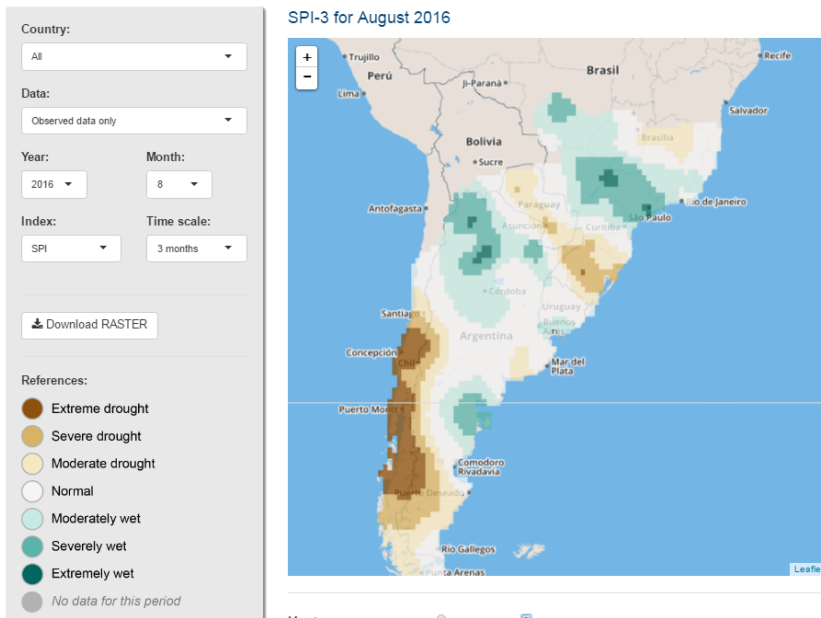 Country:
All
Data:
Observed data only
Year:
Month:
2016
8
Index:
Time scale:
SPI
3 months
Download RASTER
References:
Extreme drought
Severe drought
Moderate drought
Normal
Moderately wet
Severely wet
Extremely wet
No data for this period
SPI-3 for August 2016
+
−
Trujillo
Perú
Lima
Ji-Paraná
Brasil
Recife
Salvador
Brasília
Bolivia
Sucre
Antofagasta
Paraguay
Asunción
Rio de Janeiro
São Paulo
Curitiba
Córdoba
Uruguay
Santiago
Buenos
Aires
Argentina
Concepción
Chile
Mar del
Plata
Puerto Montt
Comodoro
Rivadavia
Puerto Deseado
Río Gallegos
Punta Arenas
Leafle